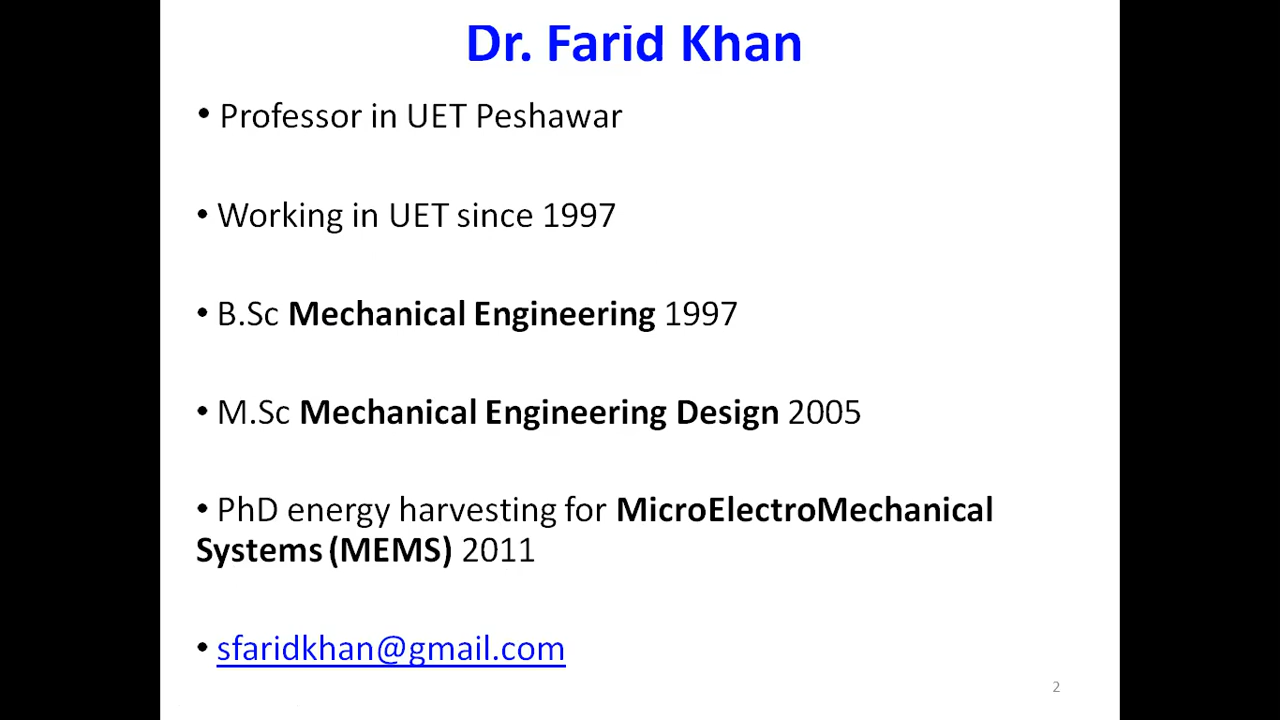 Dr. Farid Khan
• Professor in UET Peshawar
• Working in UET since 1997
• B.Sc Mechanical Engineering 1997
• M.Sc Mechanical Engineering Design 2005
• PhD energy harvesting for MicroElectroMechanical
Systems (MEMS) 2011
• sfaridkhan@gmail.com
2